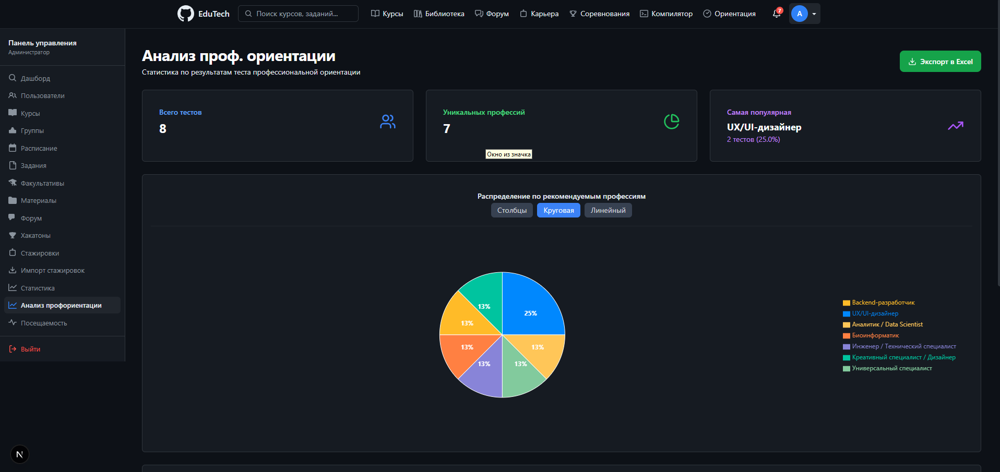 EduTech
Поиск курсов, заданий...
Курсы
Библиотека
Форум
Карьера
Соревнования
Компилятор
Ориентация
7
A
Панель управления
Администратор
Дашборд
Пользователи
Курсы
Группы
Расписание
Задания
Факультативы
Материалы
Форум
Хакатоны
Стажировки
Импорт стажировок
Статистика
Анализ профориентации
Посещаемость
Выйти
N
Анализ проф. ориентации
Статистика по результатам теста профессиональной ориентации
Экспорт в Excel
Всего тестов
8
Уникальных профессий
7
Окно из значка
Самая популярная
UX/UI-дизайнер
2 тестов (25.0%)
Распределение по рекомендуемым профессиям
Столбцы
Круговая
Линейный
13%
25%
13%
13%
13%
13%
13%
Backend-разработчик
UX/UI-дизайнер
Аналитик / Data Scientist
Биоинформатик
Инженер / Технический специалист
Креативный специалист / Дизайнер
Универсальный специалист